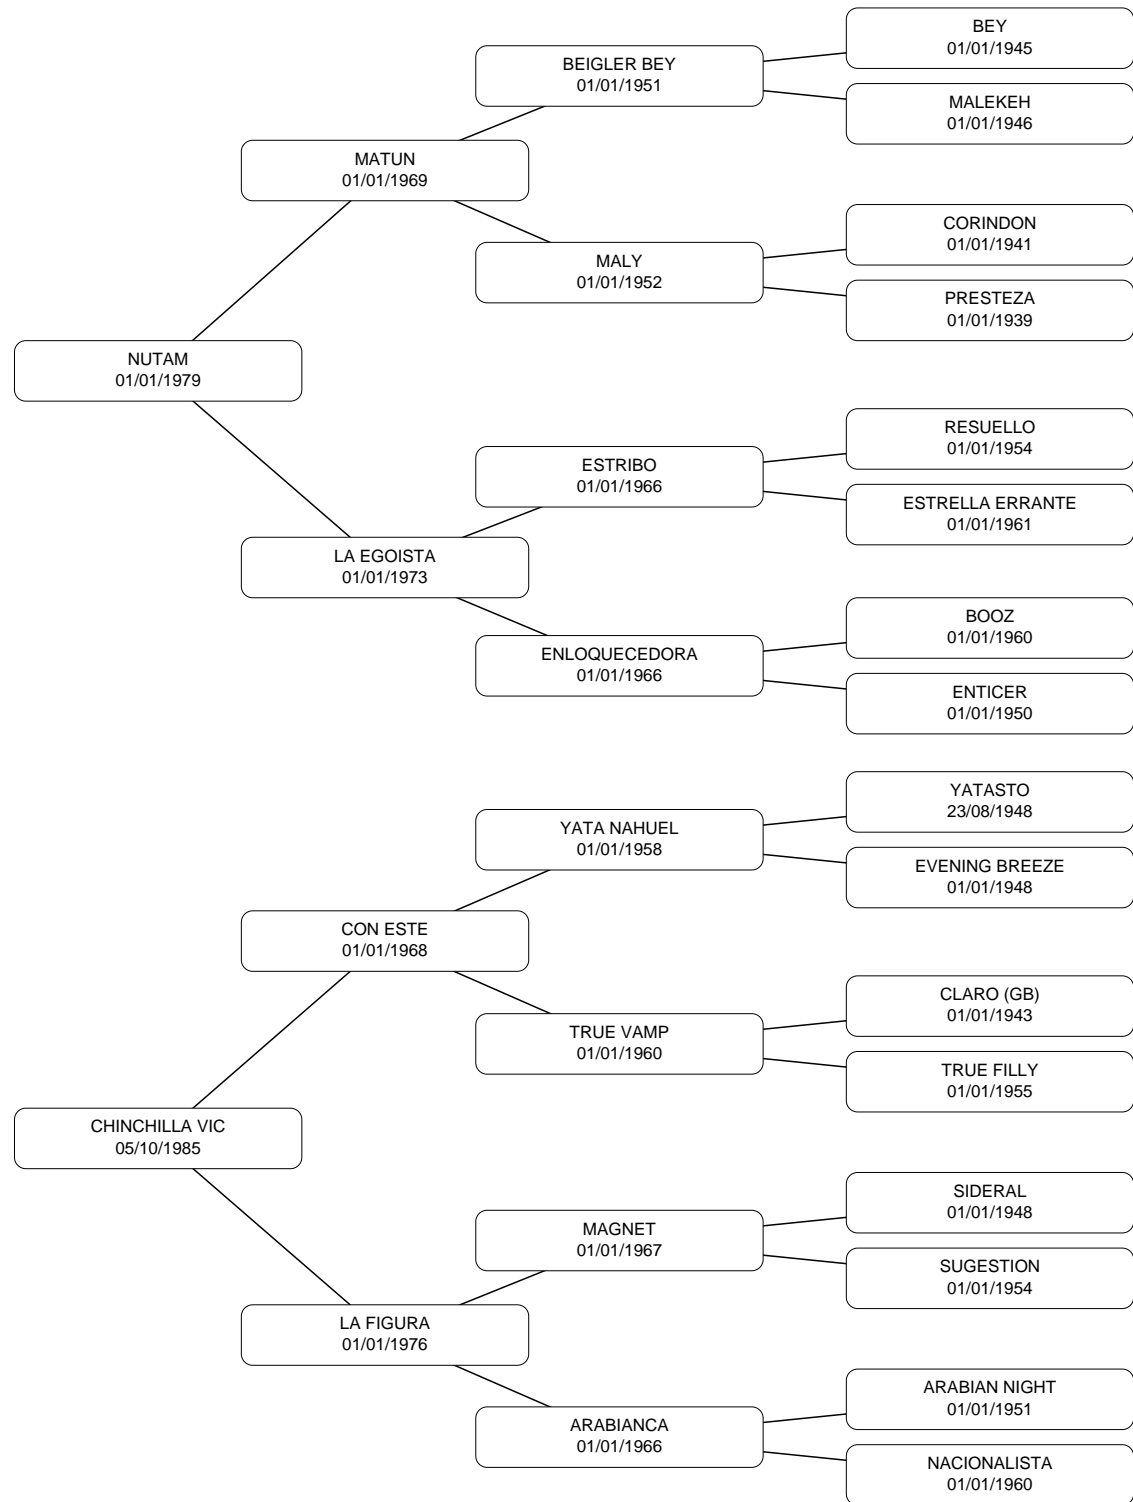 BEY
01/01/1945
BEIGLER BEY
01/01/1951
MALEKEH
01/01/1946
MATUN
01/01/1969
CORINDON
01/01/1941
MALY
01/01/1952
PRESTEZA
01/01/1939
NUTAM
01/01/1979
RESUELLO
01/01/1954
ESTRIBO
01/01/1966
ESTRELLA ERRANTE
01/01/1961
LA EGOISTA
01/01/1973
BOOZ
01/01/1960
ENLOQUECEDORA
01/01/1966
ENTICER
01/01/1950
YATASTO
23/08/1948
YATA NAHUEL
01/01/1958
EVENING BREEZE
01/01/1948
CON ESTE
01/01/1968
CLARO (GB)
01/01/1943
TRUE VAMP
01/01/1960
TRUE FILLY
01/01/1955
CHINCHILLA VIC
05/10/1985
SIDERAL
01/01/1948
MAGNET
01/01/1967
SUGESTION
01/01/1954
LA FIGURA
01/01/1976
ARABIAN NIGHT
01/01/1951
ARABIANCA
01/01/1966
NACIONALISTA
01/01/1960